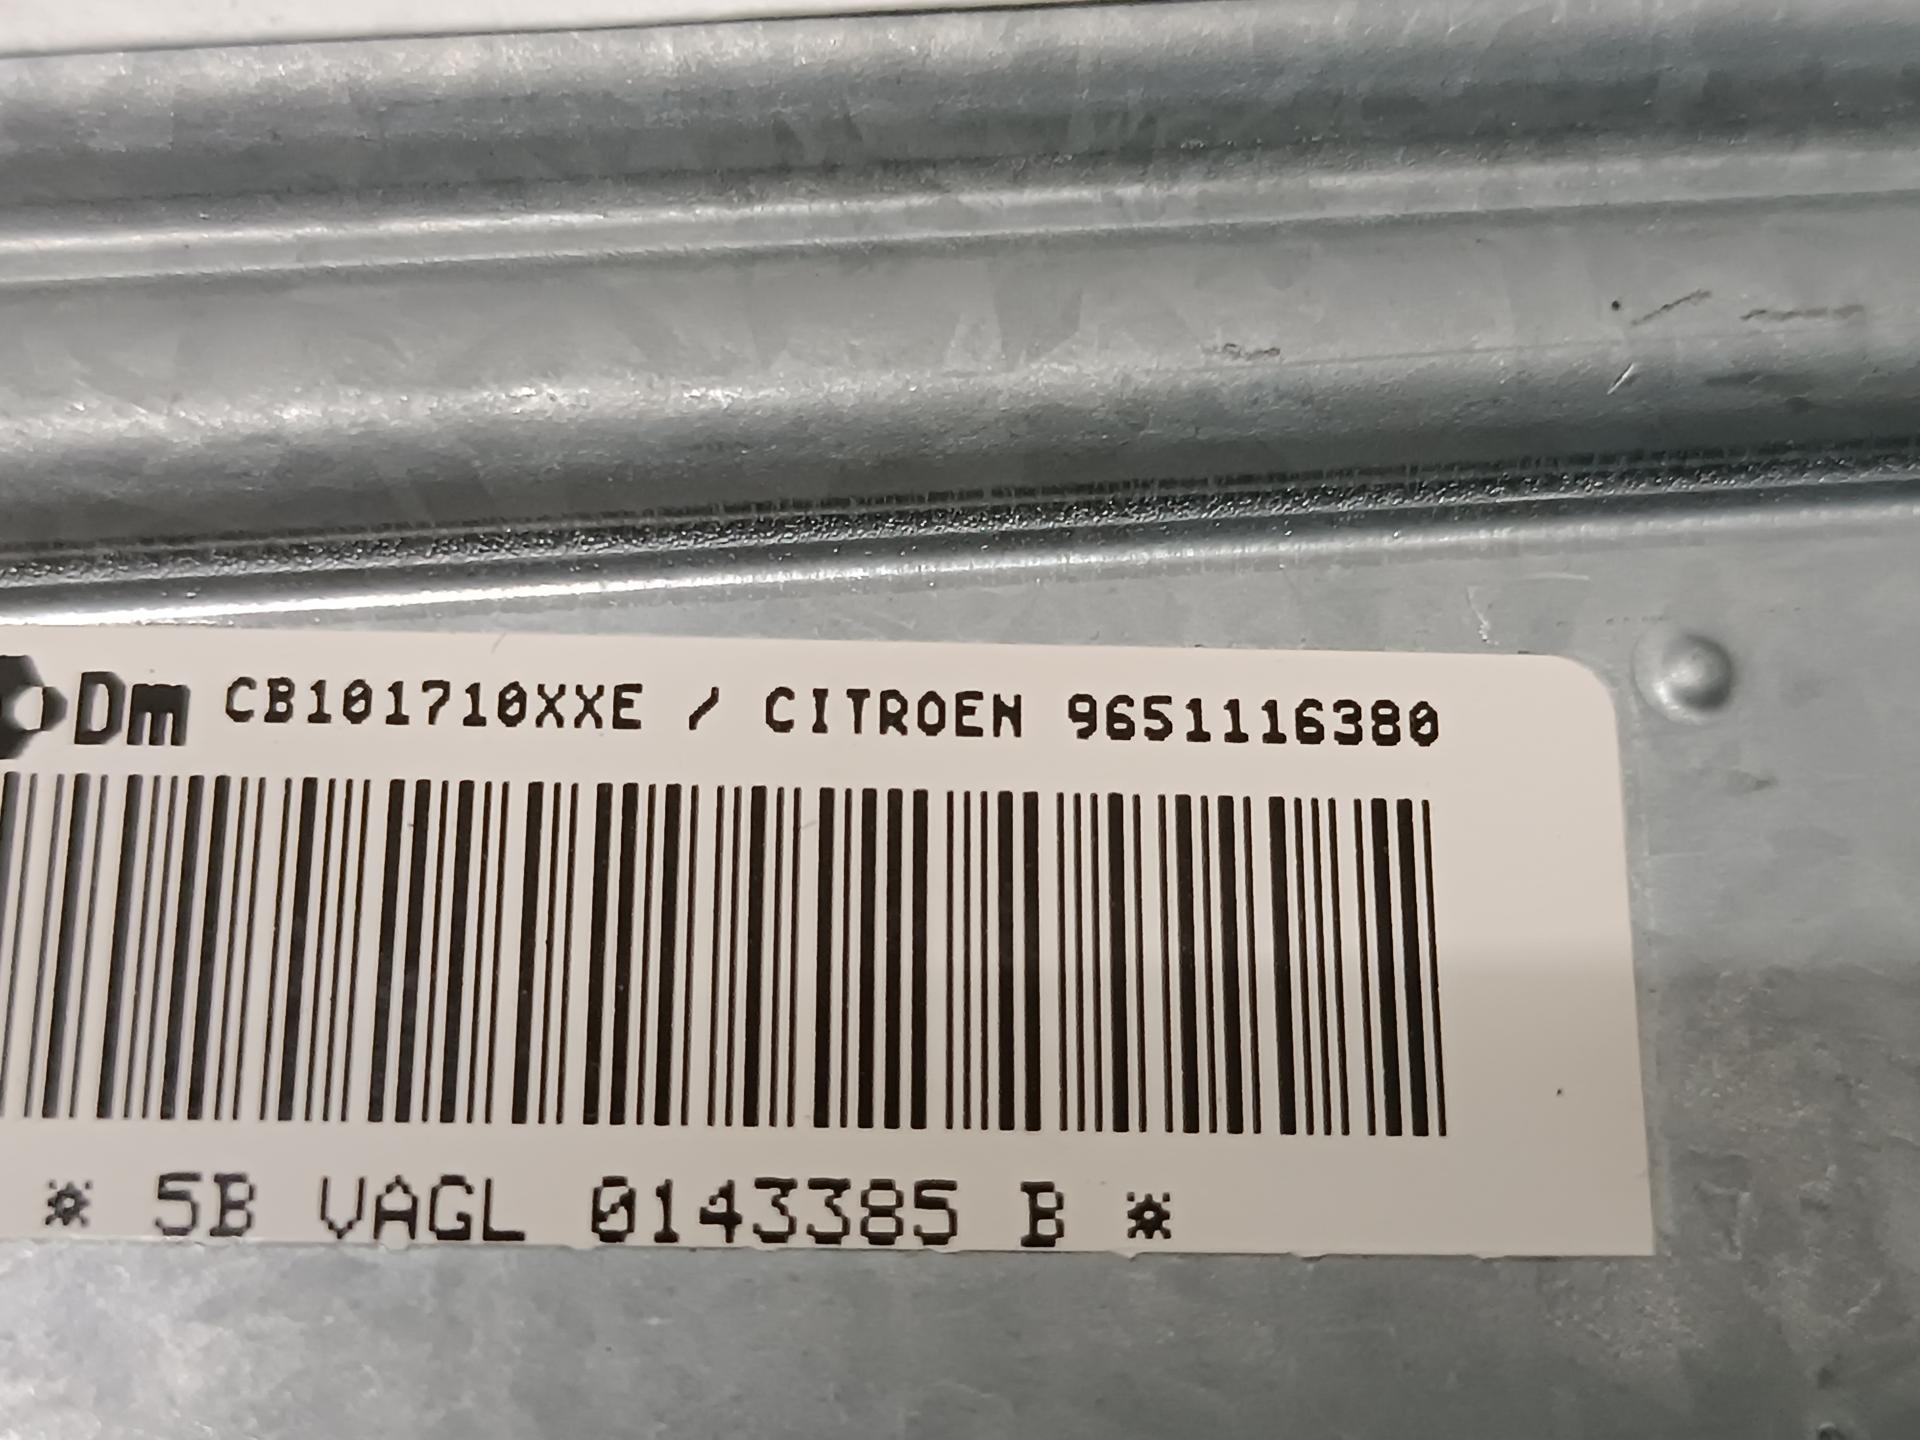 Dm CB101710XXE / CITROEN 9651116380
* 5B VAGL 0143385 B *